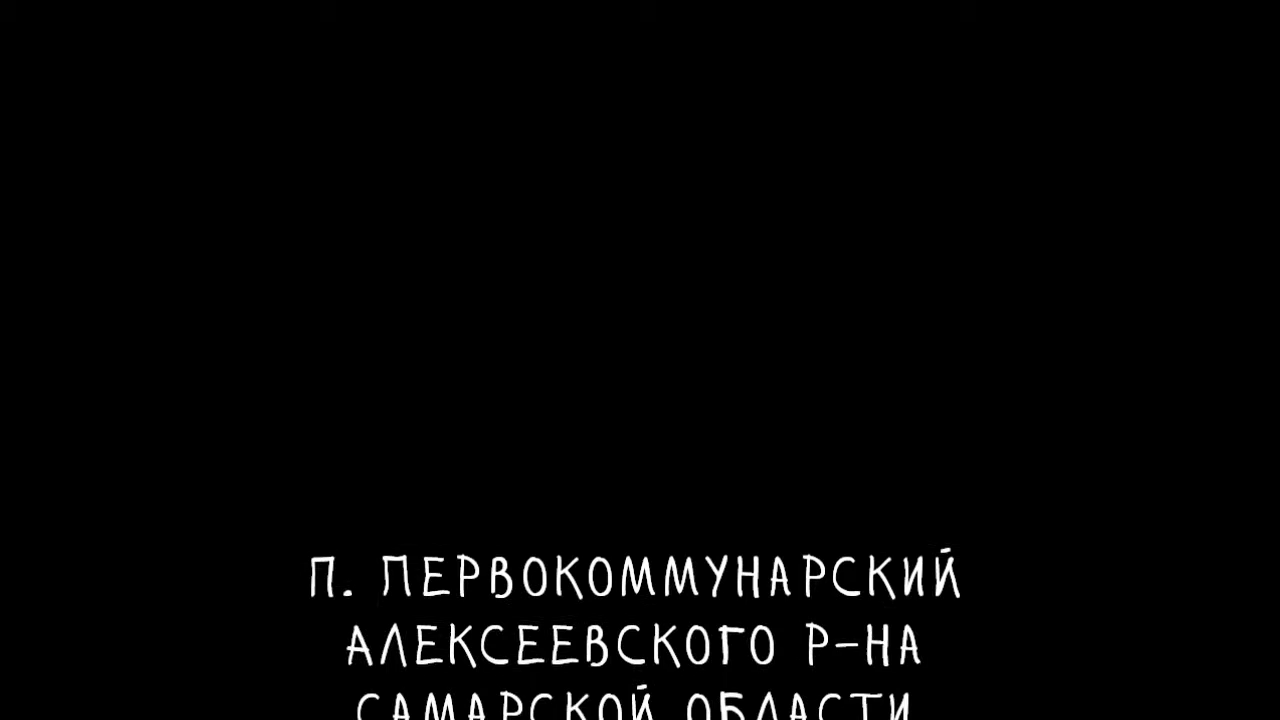 П. ПЕРВОКОММУНАРСКИЙ
АЛЕКСЕЕВСКОГО Р-НА
САМАРСКОЙ ОБЛАСТИ